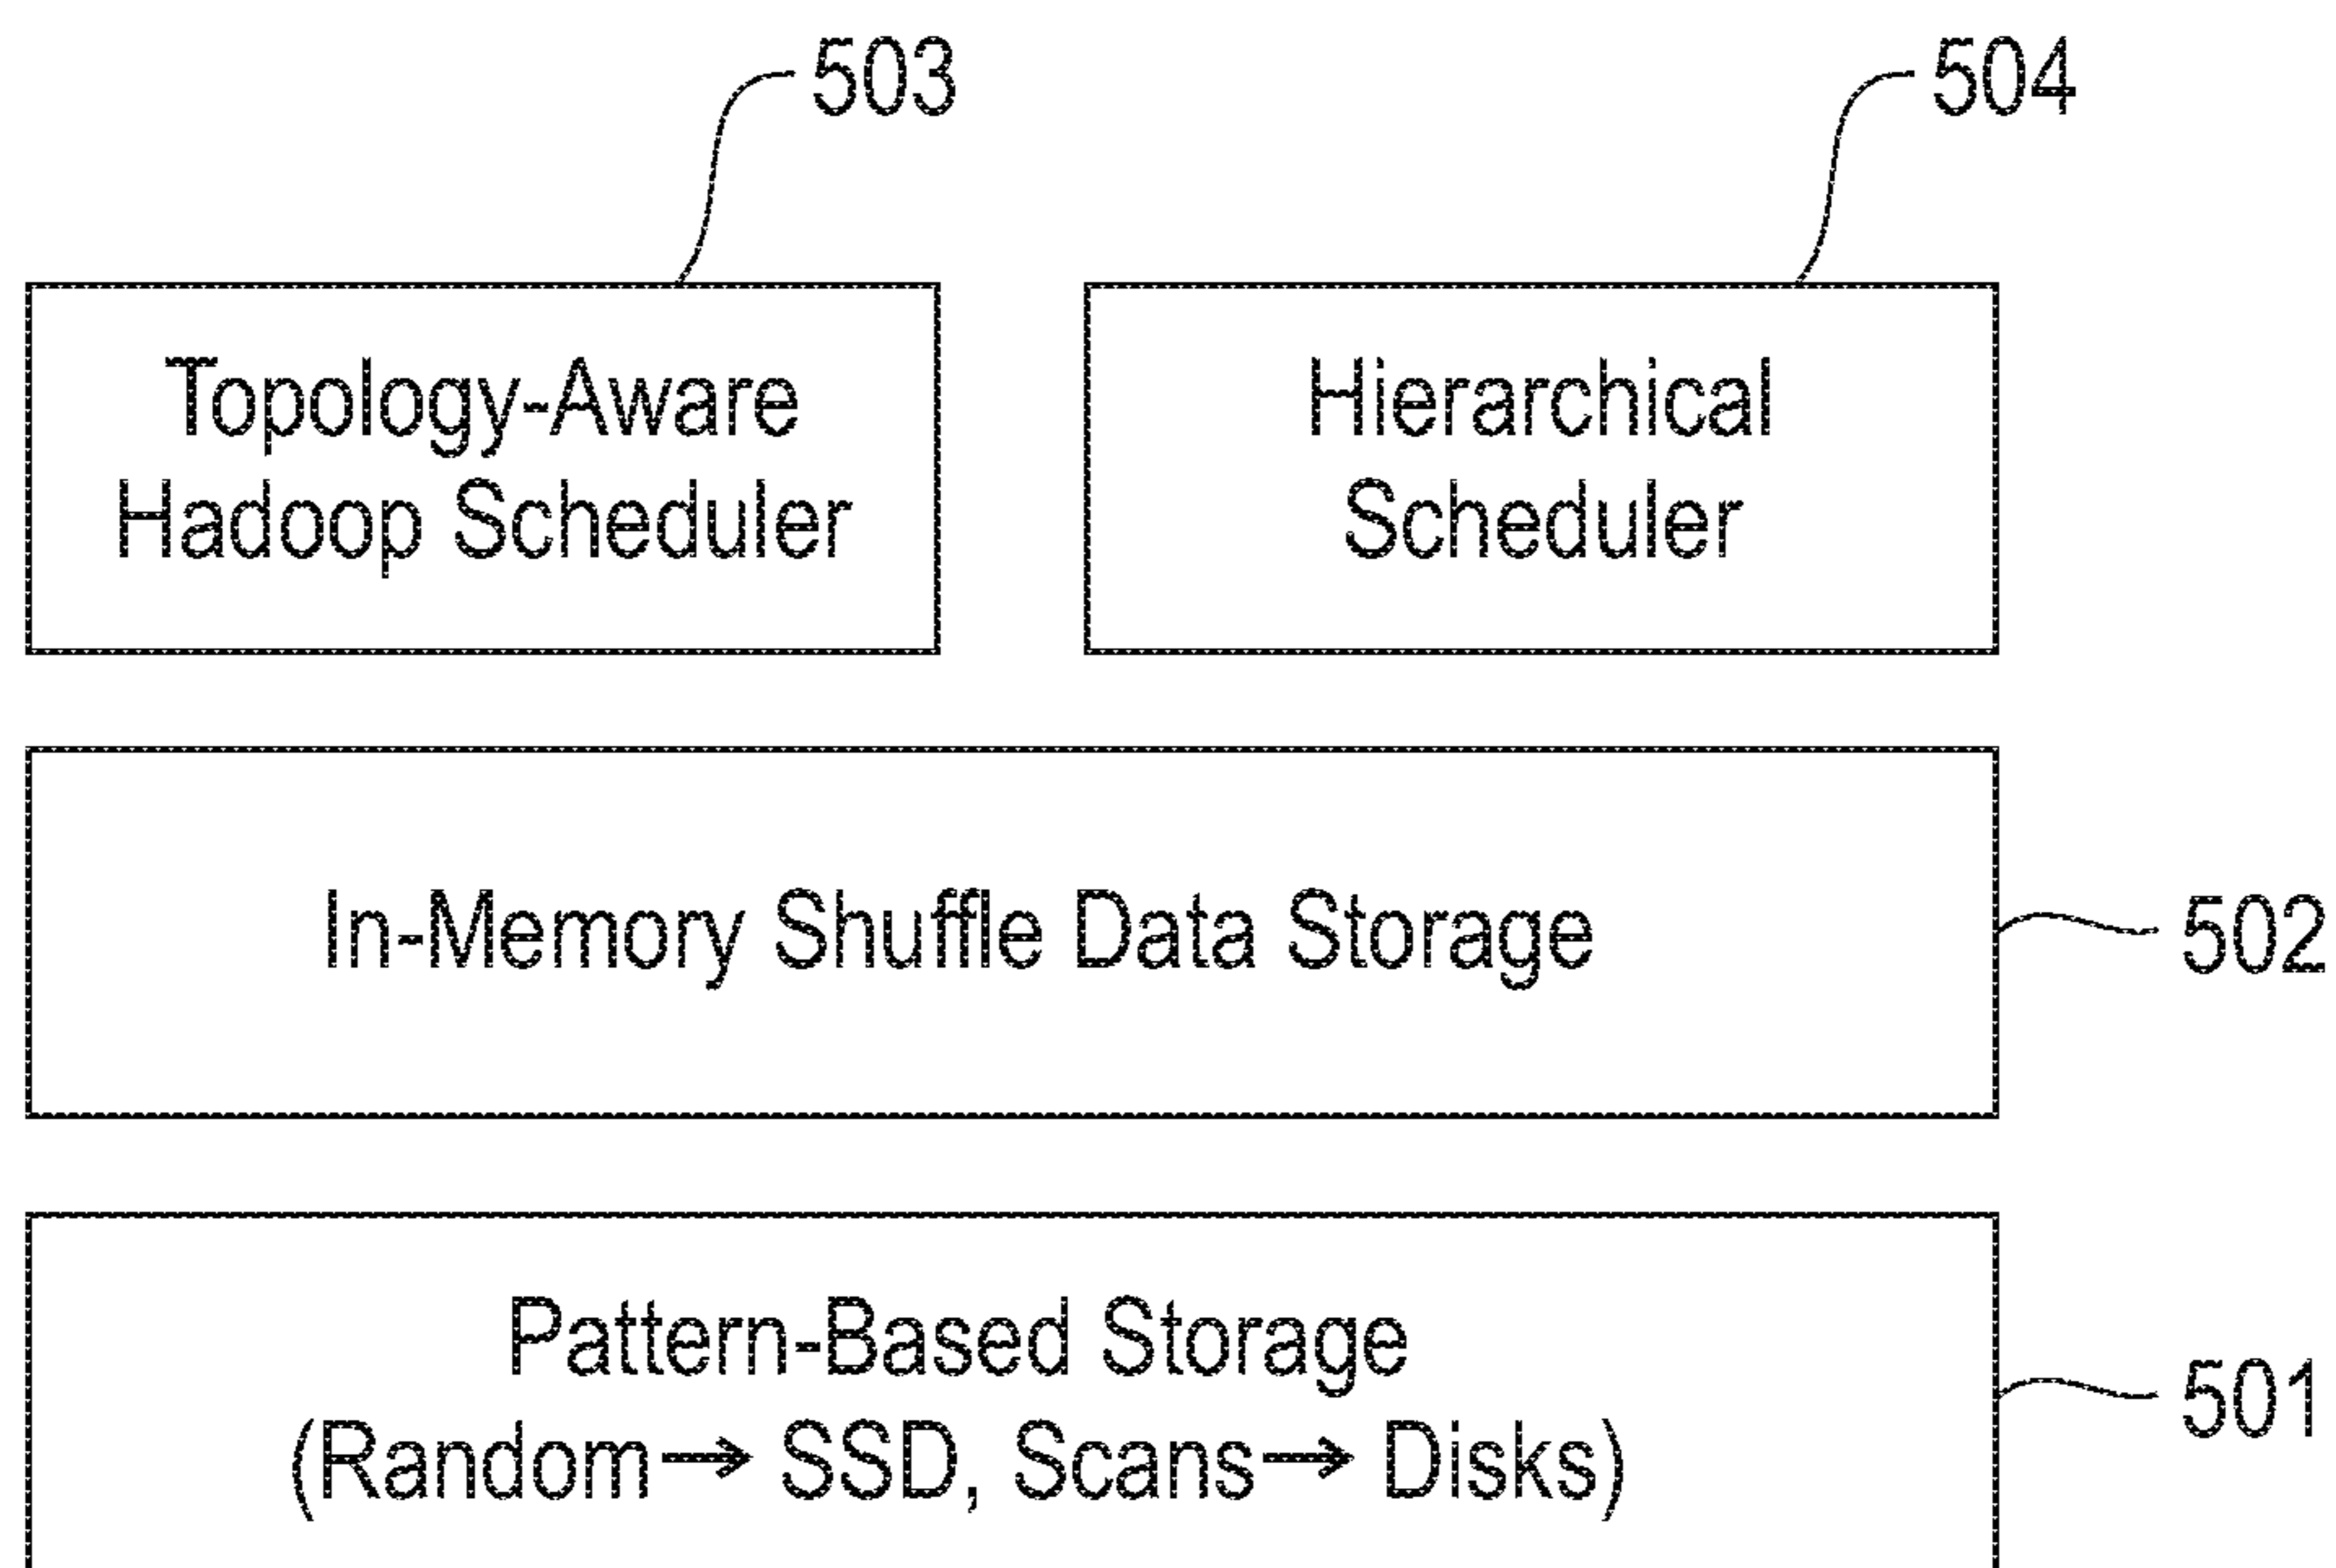 503
504
Topology-Aware
Hadoop Scheduler
Hierarchical
Scheduler
In-Memory Shuffle Data Storage
502
Pattern-Based Storage
(Random→ SSD, Scans→ Disks)
501